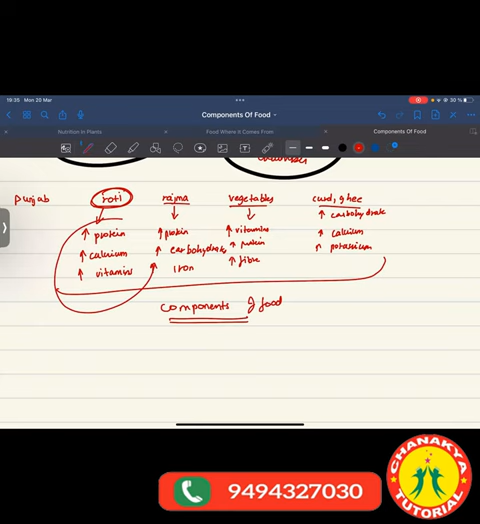 19:35 Mon 20 Mar
30 %
Components Of Food
Nutrition In Plants
Food Where It Comes From
Components Of Food
Punjab roti rajma vegetables curd, ghee
↑ protein ↑ protein ↑ vitamins ↑ carbohydrate
↑ calcium ↑ carbohydrate ↑ protein ↑ calcium
↑ vitamins ↑ Iron ↑ fibre ↑ potassium
components of food
9494327030
CHANAKYA
TUTORIAL